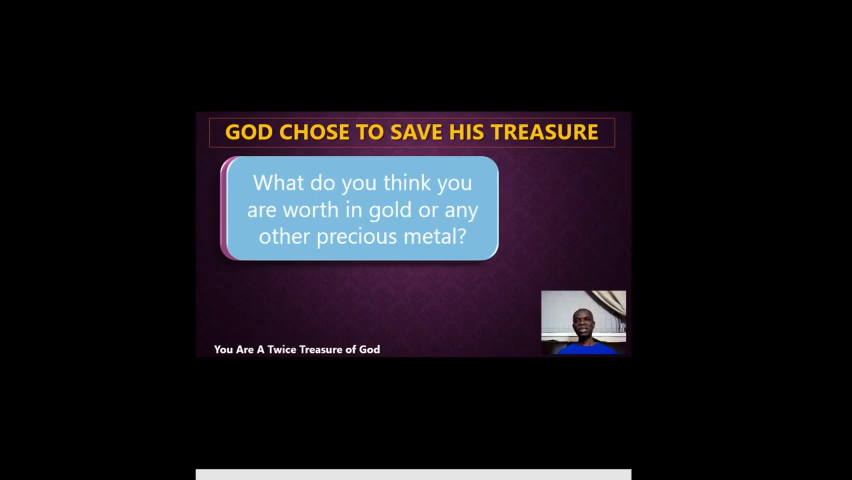 GOD CHOSE TO SAVE HIS TREASURE
What do you think you
are worth in gold or any
other precious metal?
You Are A Twice Treasure of God